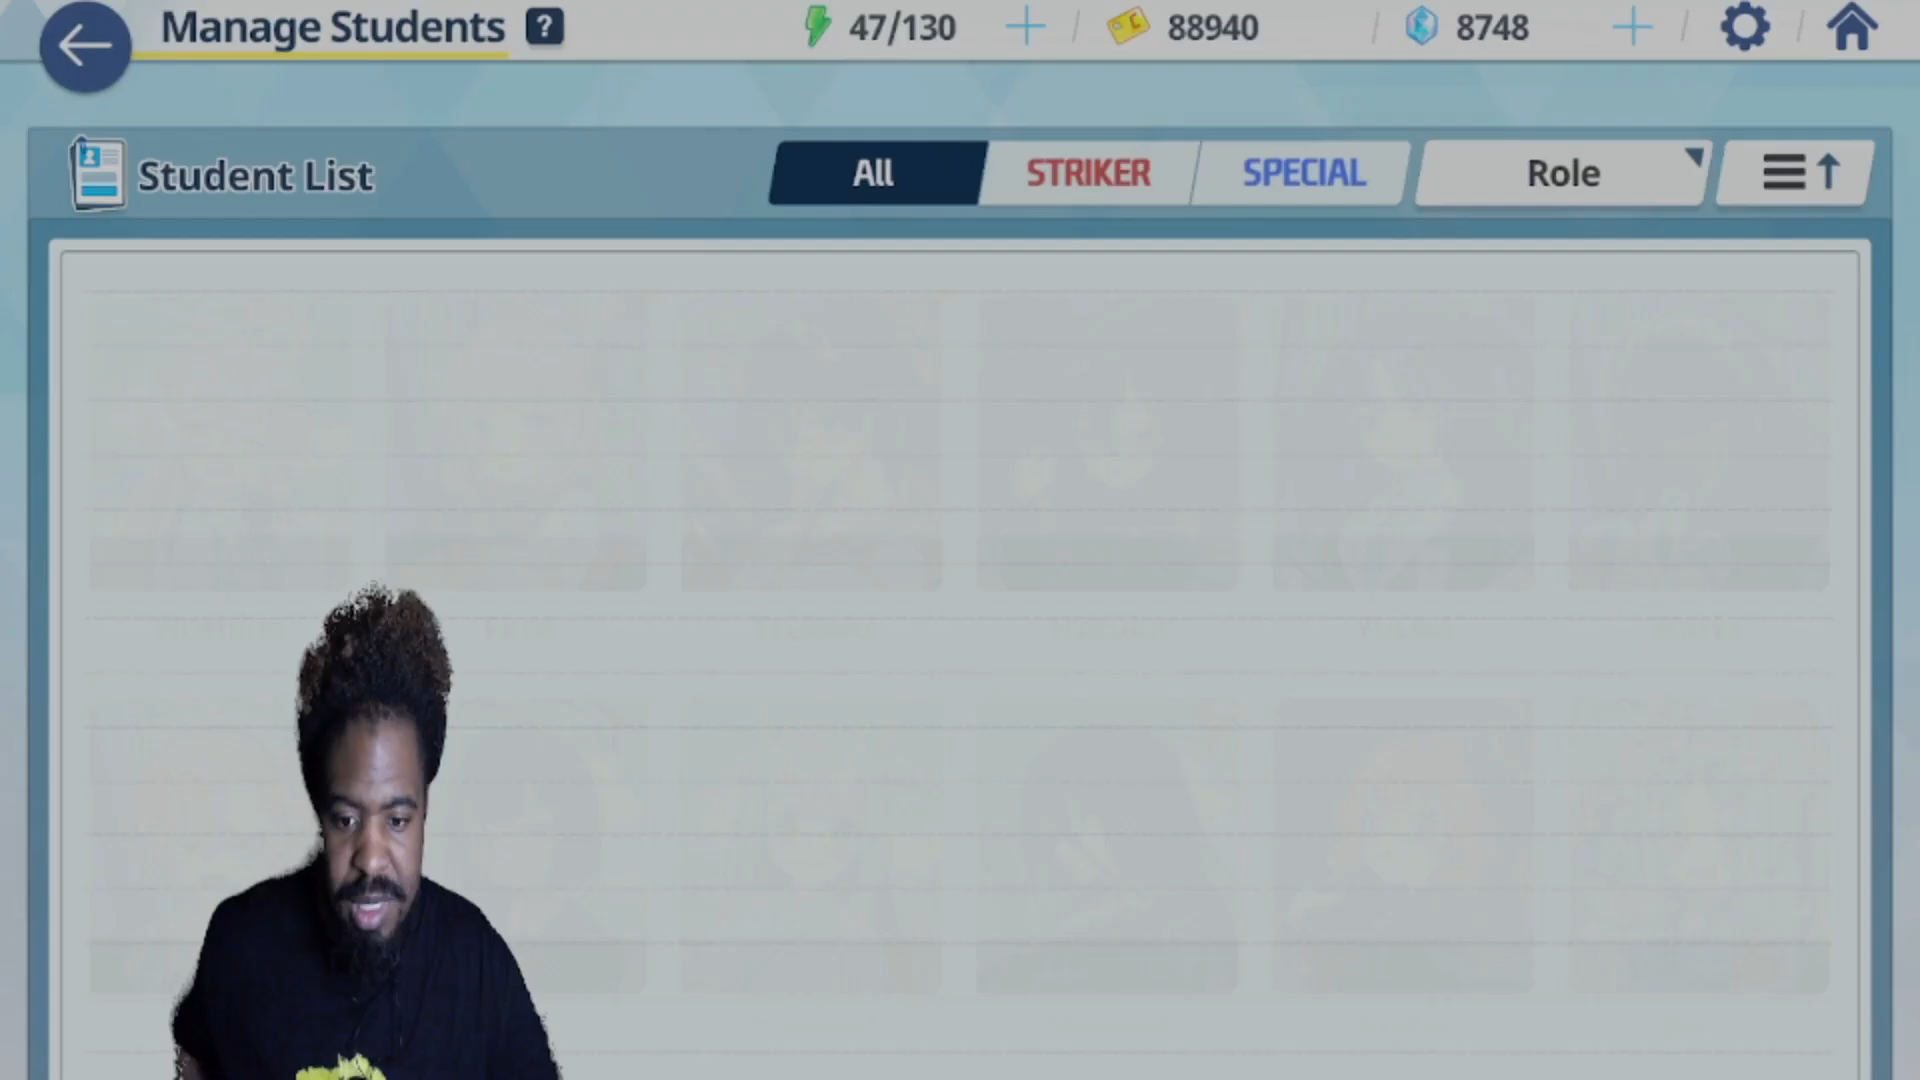 Manage Students ? 47/130 88940 8748
Student List All STRIKER SPECIAL Role